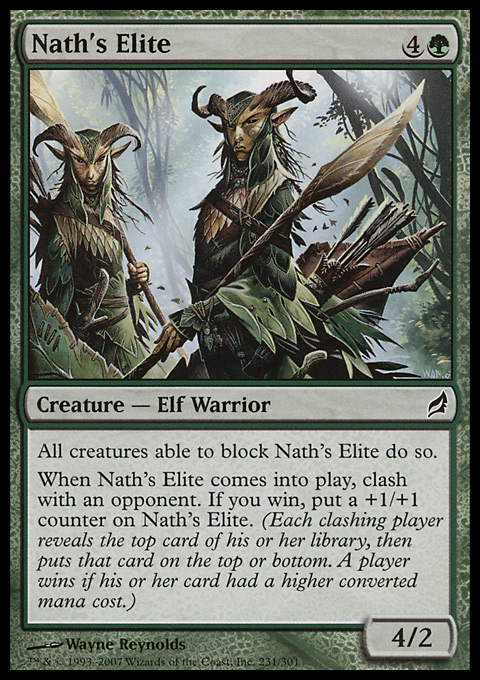 Nath's Elite 4
Creature — Elf Warrior
All creatures able to block Nath's Elite do so.
When Nath's Elite comes into play, clash
with an opponent. If you win, put a +1/+1
counter on Nath's Elite. (Each clashing player
reveals the top card of his or her library, then
puts that card on the top or bottom. A player
wins if his or her card had a higher converted
mana cost.)
4/2
Wayne Reynolds
™ & © 1993–2007 Wizards of the Coast, Inc. 231/301